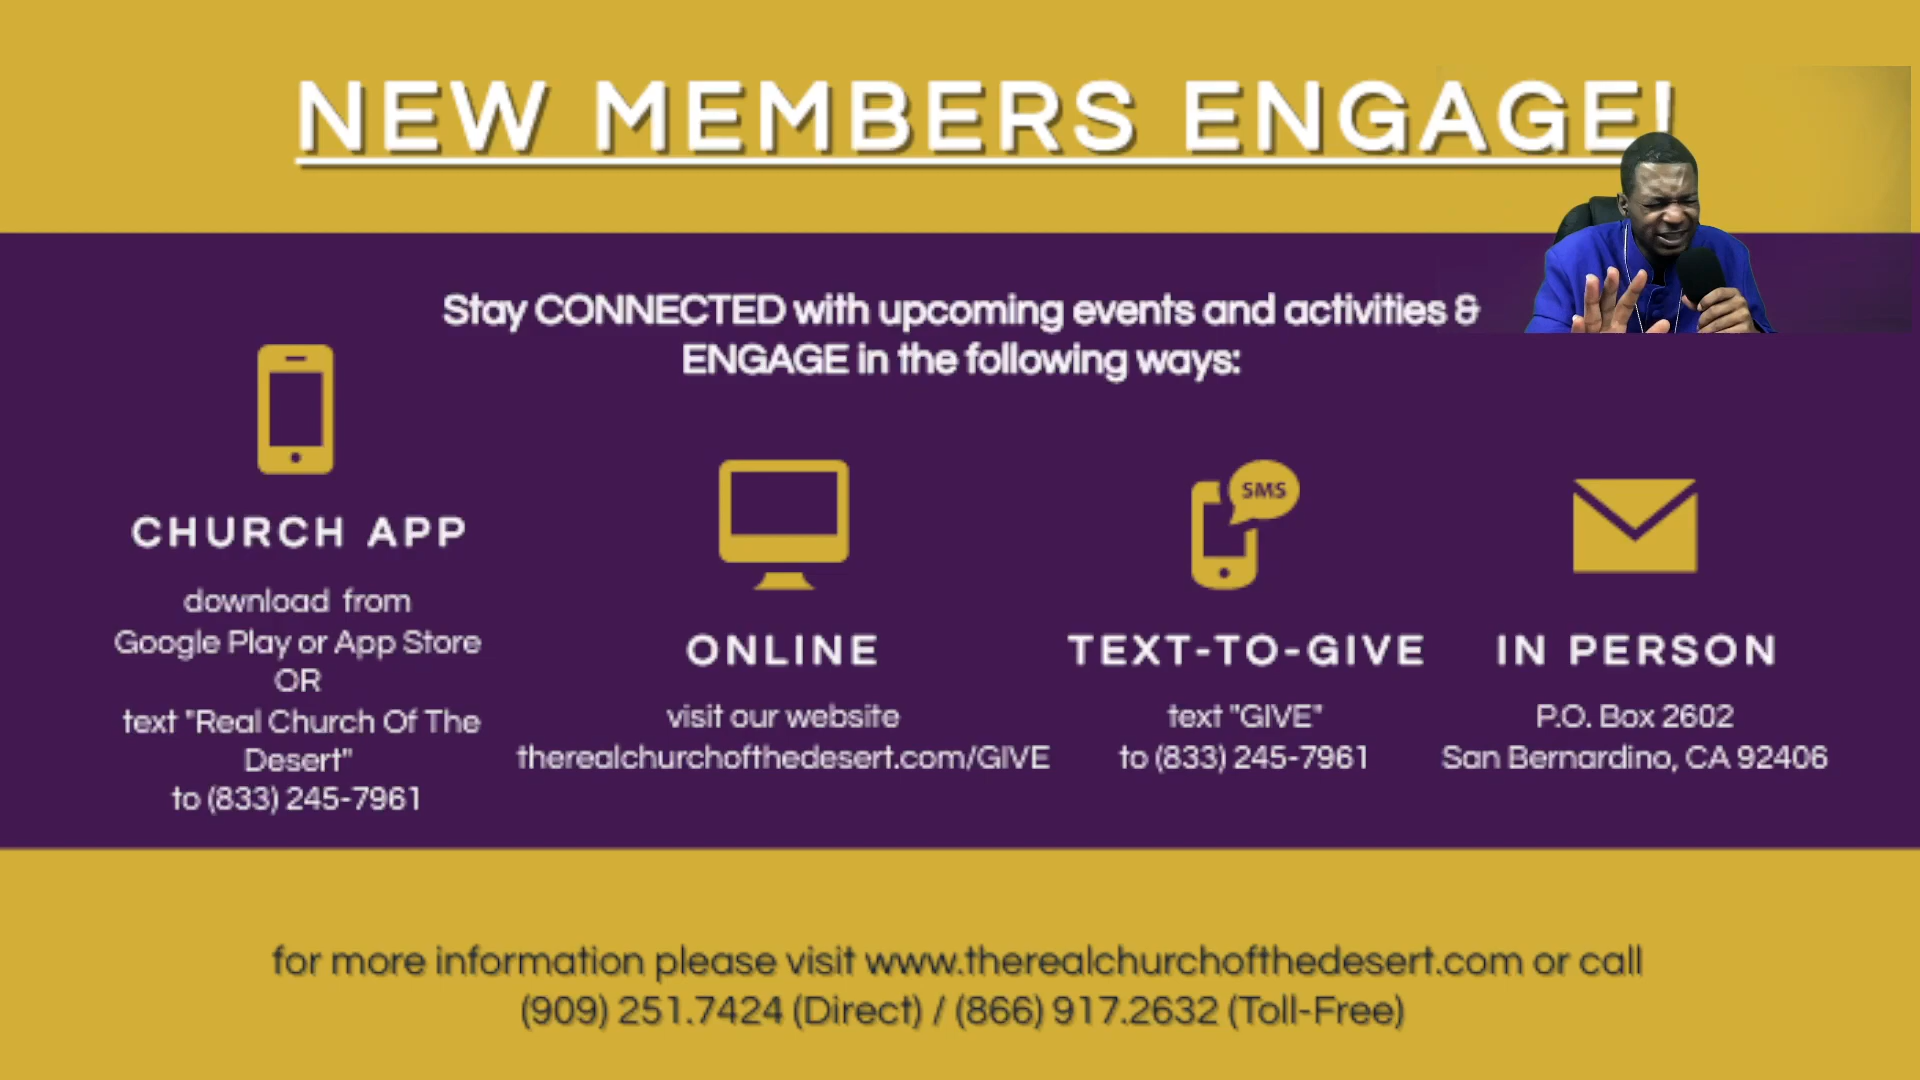 NEW MEMBERS ENGAGE!
Stay CONNECTED with upcoming events and activities &
ENGAGE in the following ways:
CHURCH APP
download from
Google Play or App Store
OR
text "Real Church Of The
Desert"
to (833) 245-7961
ONLINE
visit our website
therealchurchofthedesert.com/GIVE
SMS
TEXT-TO-GIVE
text "GIVE"
to (833) 245-7961
IN PERSON
P.O. Box 2602
San Bernardino, CA 92406
for more information please visit www.therealchurchofthedesert.com or call
(909) 251.7424 (Direct) / (866) 917.2632 (Toll-Free)